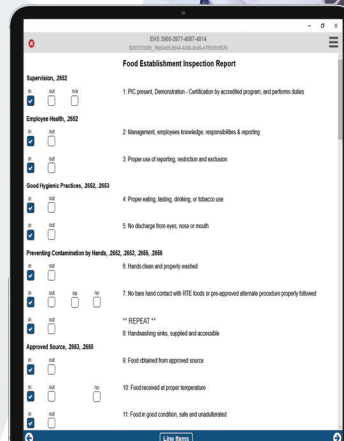 EHS 3960-3977-4087-4014
Food Establishment Inspection Report
Supervision, .2652
in out n/a
1: PIC present, Demonstration - Certification by accredited program, and performs duties
Employee Health, .2652
in out
2: Management, employees knowledge; responsibilities & reporting
in out
3: Proper use of reporting, restriction and exclusion
Good Hygienic Practices, .2652, .2653
in out
4: Proper eating, tasting, drinking, or tobacco use
in out
5: No discharge from eyes, nose or mouth
Preventing Contamination by Hands, .2652, .2653, .2655, .2656
in out
6: Hands clean and properly washed
in out na no
7: No bare hand contact with RTE foods or pre-approved alternate procedure properly followed
in out
** REPEAT **
8: Handwashing sinks, supplied and accessible
Approved Source, .2653, .2655
in out
9: Food obtained from approved source
in out no
10: Food received at proper temperature
in out
11: Food in good condition, safe and unadulterated
Line Items